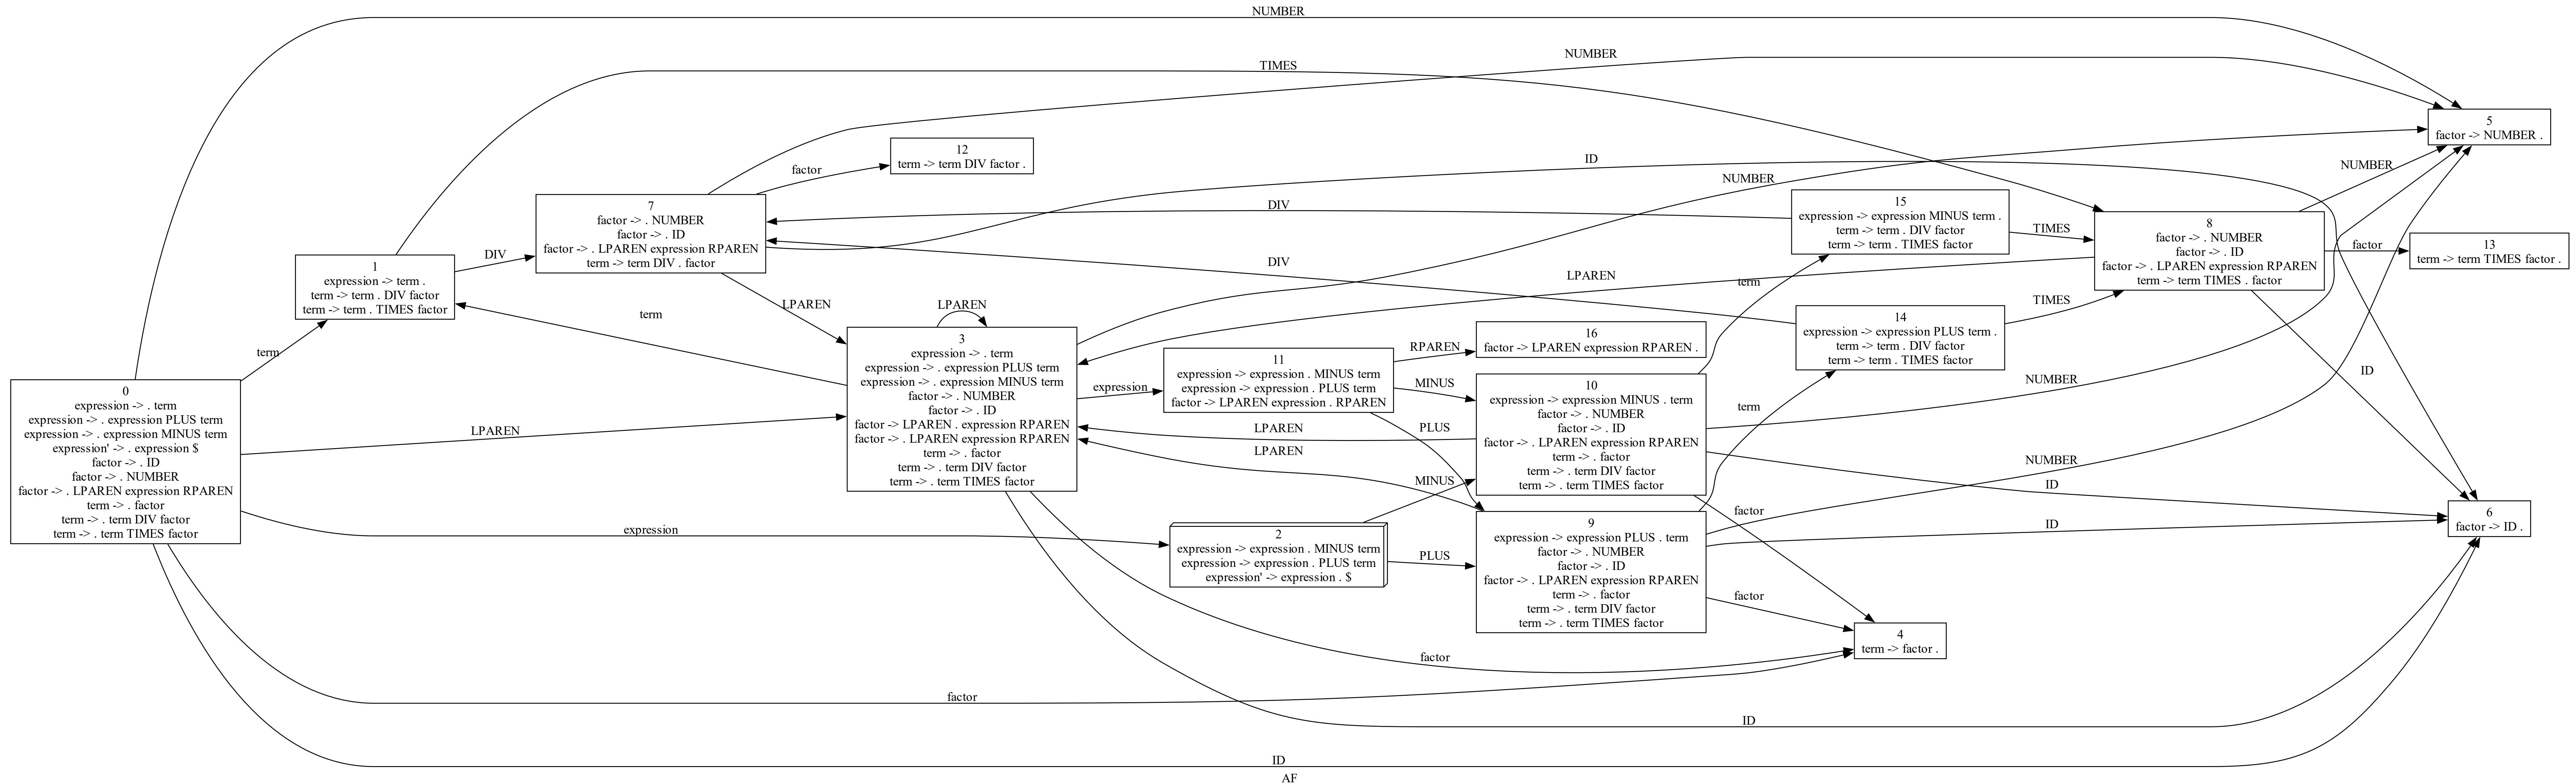 NUMBER
NUMBER
TIMES
5
factor -> NUMBER .
12
term -> term DIV factor .
ID
factor
NUMBER
NUMBER
7
factor -> . NUMBER
factor -> . ID
factor -> . LPAREN expression RPAREN
term -> term DIV . factor
DIV
15
expression -> expression MINUS term .
term -> term . DIV factor
term -> term . TIMES factor
TIMES
8
factor -> . NUMBER
factor -> . ID
factor -> . LPAREN expression RPAREN
term -> term TIMES . factor
factor
13
term -> term TIMES factor .
1
expression -> term .
term -> term . DIV factor
term -> term . TIMES factor
DIV
DIV
LPAREN
term
LPAREN
LPAREN
term
TIMES
14
expression -> expression PLUS term .
term -> term . DIV factor
term -> term . TIMES factor
term
3
expression -> . term
expression -> . expression PLUS term
expression -> . expression MINUS term
factor -> . NUMBER
factor -> . ID
factor -> LPAREN . expression RPAREN
factor -> . LPAREN expression RPAREN
term -> . factor
term -> . term DIV factor
term -> . term TIMES factor
expression
11
expression -> expression . MINUS term
expression -> expression . PLUS term
factor -> LPAREN expression . RPAREN
RPAREN
16
factor -> LPAREN expression RPAREN .
MINUS
ID
0
expression -> . term
expression -> . expression PLUS term
expression -> . expression MINUS term
expression' -> . expression $
factor -> . ID
factor -> . NUMBER
factor -> . LPAREN expression RPAREN
term -> . factor
term -> . term DIV factor
term -> . term TIMES factor
LPAREN
LPAREN
PLUS
10
expression -> expression MINUS . term
factor -> . NUMBER
factor -> . ID
factor -> . LPAREN expression RPAREN
term -> . factor
term -> . term DIV factor
term -> . term TIMES factor
NUMBER
term
LPAREN
NUMBER
MINUS
ID
factor
expression
2
expression -> expression . MINUS term
expression -> expression . PLUS term
expression' -> expression . $
PLUS
9
expression -> expression PLUS . term
factor -> . NUMBER
factor -> . ID
factor -> . LPAREN expression RPAREN
term -> . factor
term -> . term DIV factor
term -> . term TIMES factor
ID
6
factor -> ID .
factor
4
term -> factor .
factor
factor
ID
ID
AF